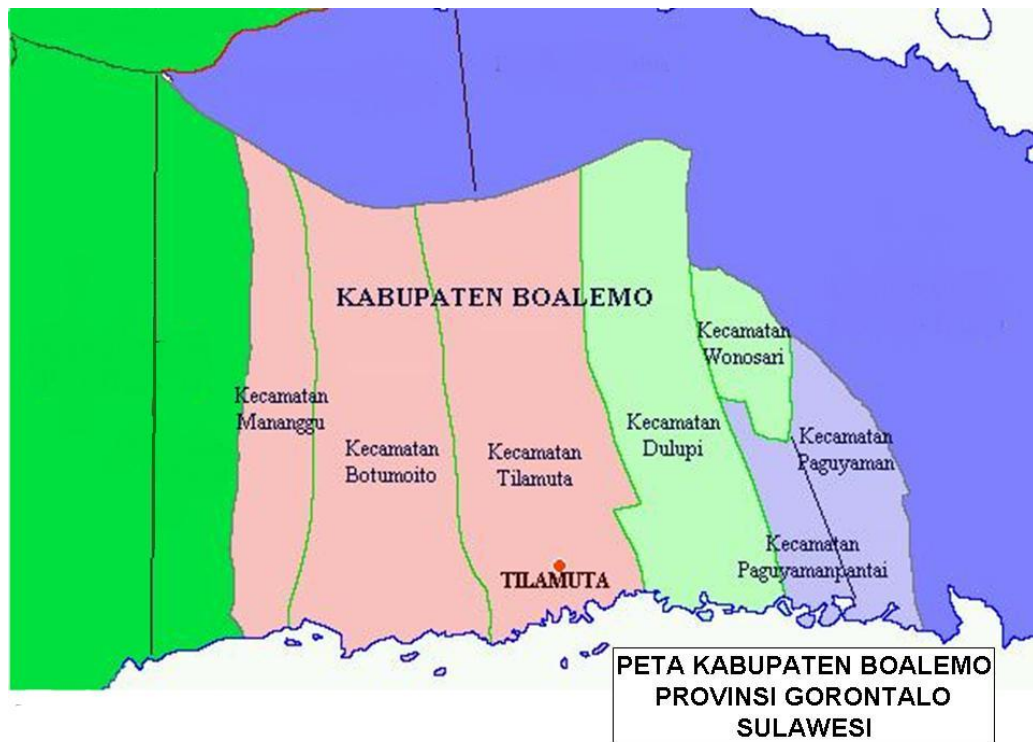 KABUPATEN BOALEMO
Kecamatan
Wonosari
Kecamatan
Mananggu
Kecamatan
Botumoito
Kecamatan
Tilamuta
Kecamatan
Dulupi
Kecamatan
Paguyaman
Kecamatan
Paguyamanpantai
TILAMUTA
PETA KABUPATEN BOALEMO
PROVINSI GORONTALO
SULAWESI